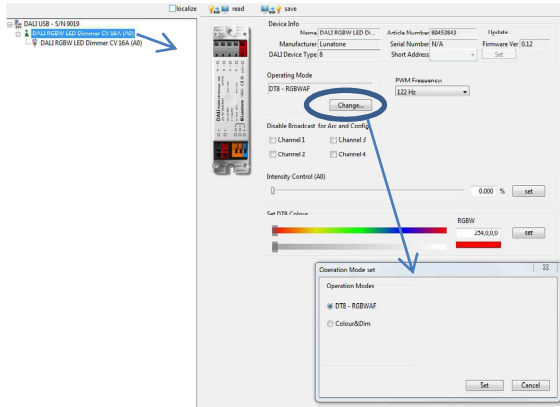 localize read save
DALI USB - S/N 9019
DALI RGBW LED Dimmer CV 16A (A0)
DALI RGBW LED Dimmer CV 16A (A0)
Device Info
Name DALI RGBW LED Di... Article Number 89450843 Update...
Manufacturer Lunatone Serial Number N/A Firmware Ver 0.12
DALI Device Type 8 Short Address Set
Operating Mode
DT8 - RGBWAF
Change...
PWM Frequency
122 Hz
Disable Broadcast for Arc and Config
Channel 1 Channel 3
Channel 2 Channel 4
Intensity Control (A0)
0.000 % set
Set DT8 Colour
RGBW
254,0,0,0 set
Operation Mode set
Operation Modes
DT8 - RGBWAF
Colour&Dim
Set Cancel